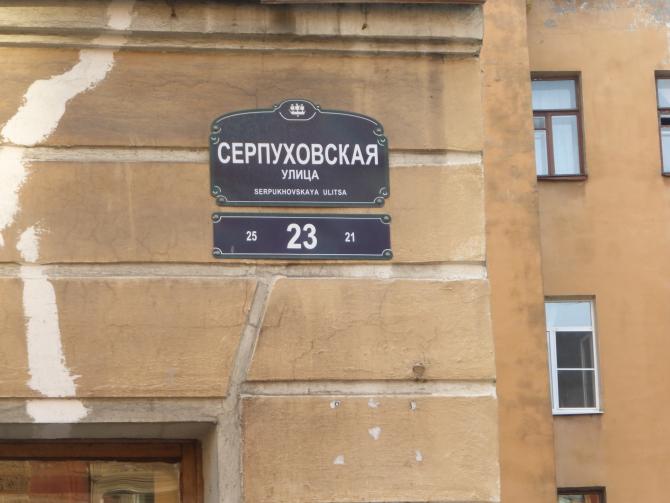 СЕРПУХОВСКАЯ
УЛИЦА
SERPUKHOVSKAYA ULITSA
25 23 21